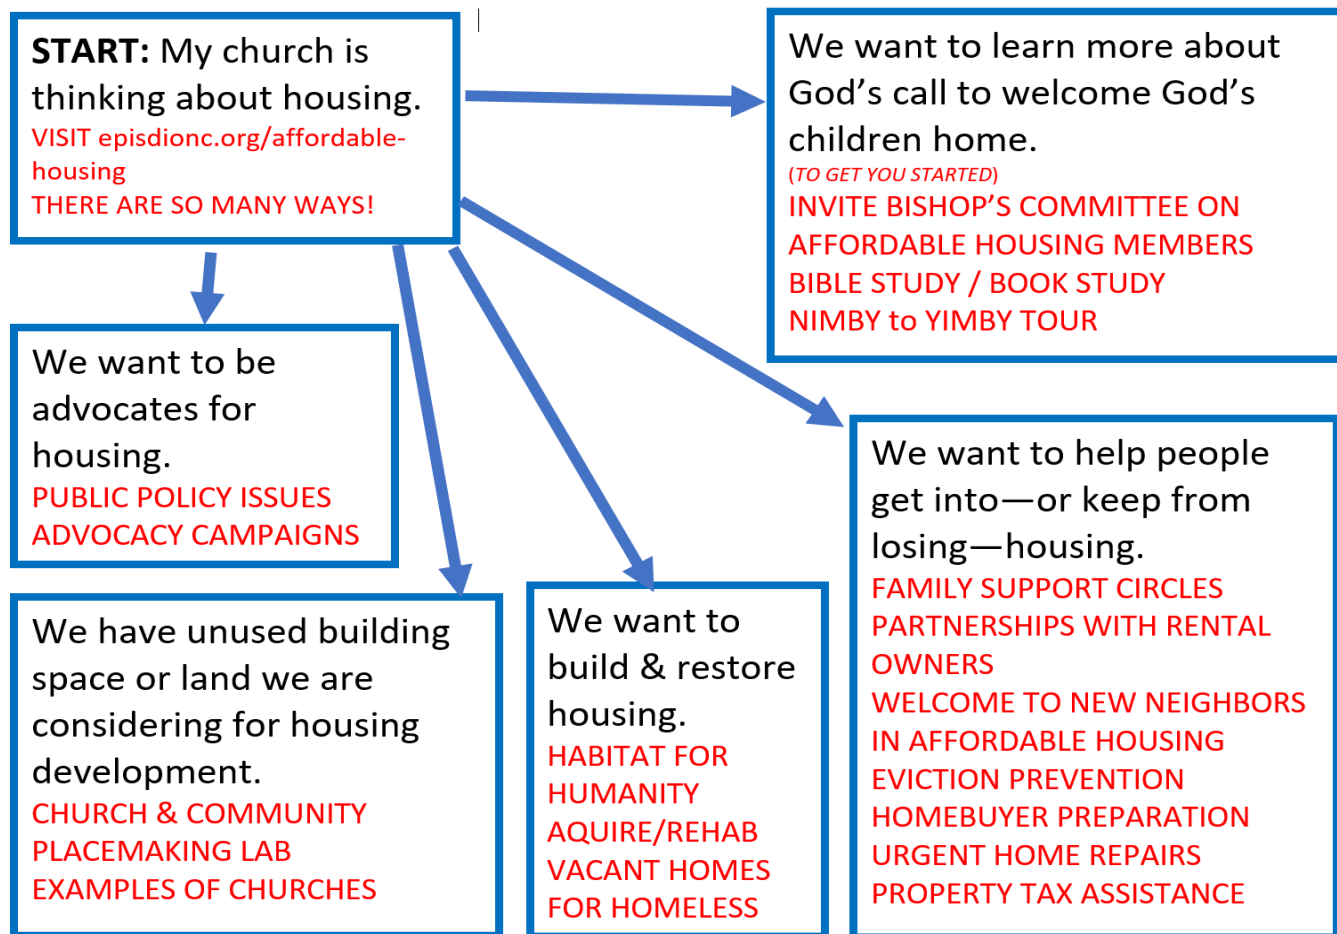 START: My church is
thinking about housing.
VISIT episdionc.org/affordable-
housing
THERE ARE SO MANY WAYS!
We want to learn more about
God’s call to welcome God’s
children home.
(TO GET YOU STARTED)
INVITE BISHOP’S COMMITTEE ON
AFFORDABLE HOUSING MEMBERS
BIBLE STUDY / BOOK STUDY
NIMBY to YIMBY TOUR
We want to be
advocates for
housing.
PUBLIC POLICY ISSUES
ADVOCACY CAMPAIGNS
We have unused building
space or land we are
considering for housing
development.
CHURCH & COMMUNITY
PLACEMAKING LAB
EXAMPLES OF CHURCHES
We want to
build & restore
housing.
HABITAT FOR
HUMANITY
AQUIRE/REHAB
VACANT HOMES
FOR HOMELESS
We want to help people
get into—or keep from
losing—housing.
FAMILY SUPPORT CIRCLES
PARTNERSHIPS WITH RENTAL
OWNERS
WELCOME TO NEW NEIGHBORS
IN AFFORDABLE HOUSING
EVICTION PREVENTION
HOMEBUYER PREPARATION
URGENT HOME REPAIRS
PROPERTY TAX ASSISTANCE